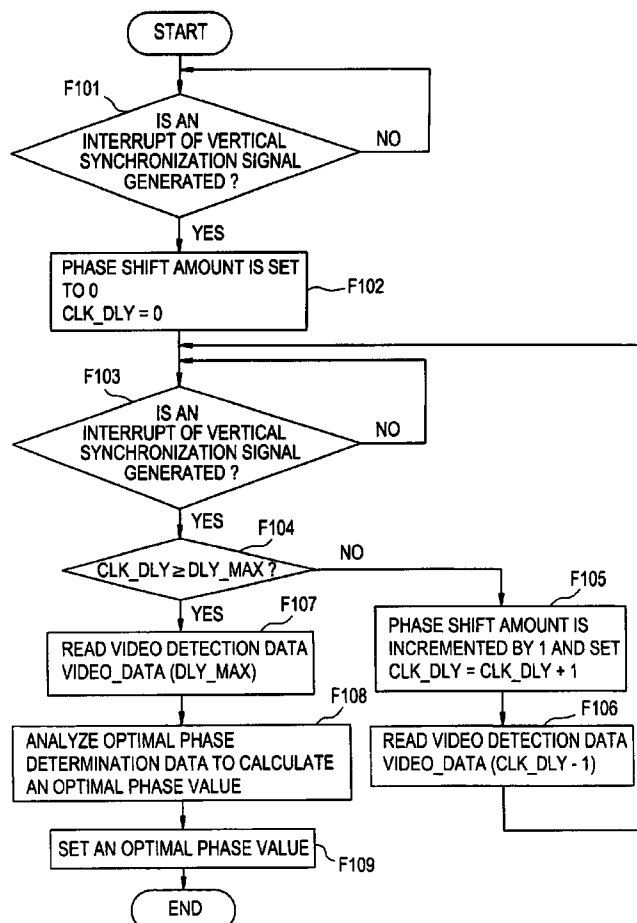 START
F101
IS AN
INTERRUPT OF VERTICAL
SYNCHRONIZATION SIGNAL
GENERATED ?
NO
YES
PHASE SHIFT AMOUNT IS SET
TO 0
CLK_DLY = 0
F102
F103
IS AN
INTERRUPT OF VERTICAL
SYNCHRONIZATION SIGNAL
GENERATED ?
NO
YES
F104
CLK_DLY ≥ DLY_MAX ?
NO
YES
F107
READ VIDEO DETECTION DATA
VIDEO_DATA (DLY_MAX)
F105
PHASE SHIFT AMOUNT IS
INCREMENTED BY 1 AND SET
CLK_DLY = CLK_DLY + 1
F108
ANALYZE OPTIMAL PHASE
DETERMINATION DATA TO CALCULATE
AN OPTIMAL PHASE VALUE
F106
READ VIDEO DETECTION DATA
VIDEO_DATA (CLK_DLY - 1)
SET AN OPTIMAL PHASE VALUE
F109
END